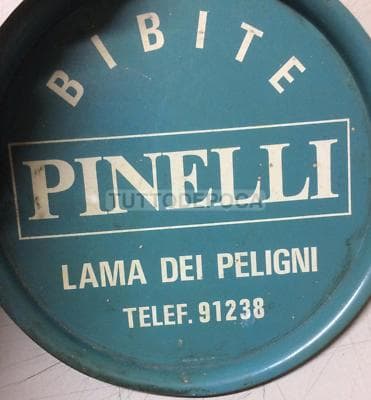 BIBITE
PINELLI
TUTTODEPOCA
LAMA DEI PELIGNI
TELEF. 91238